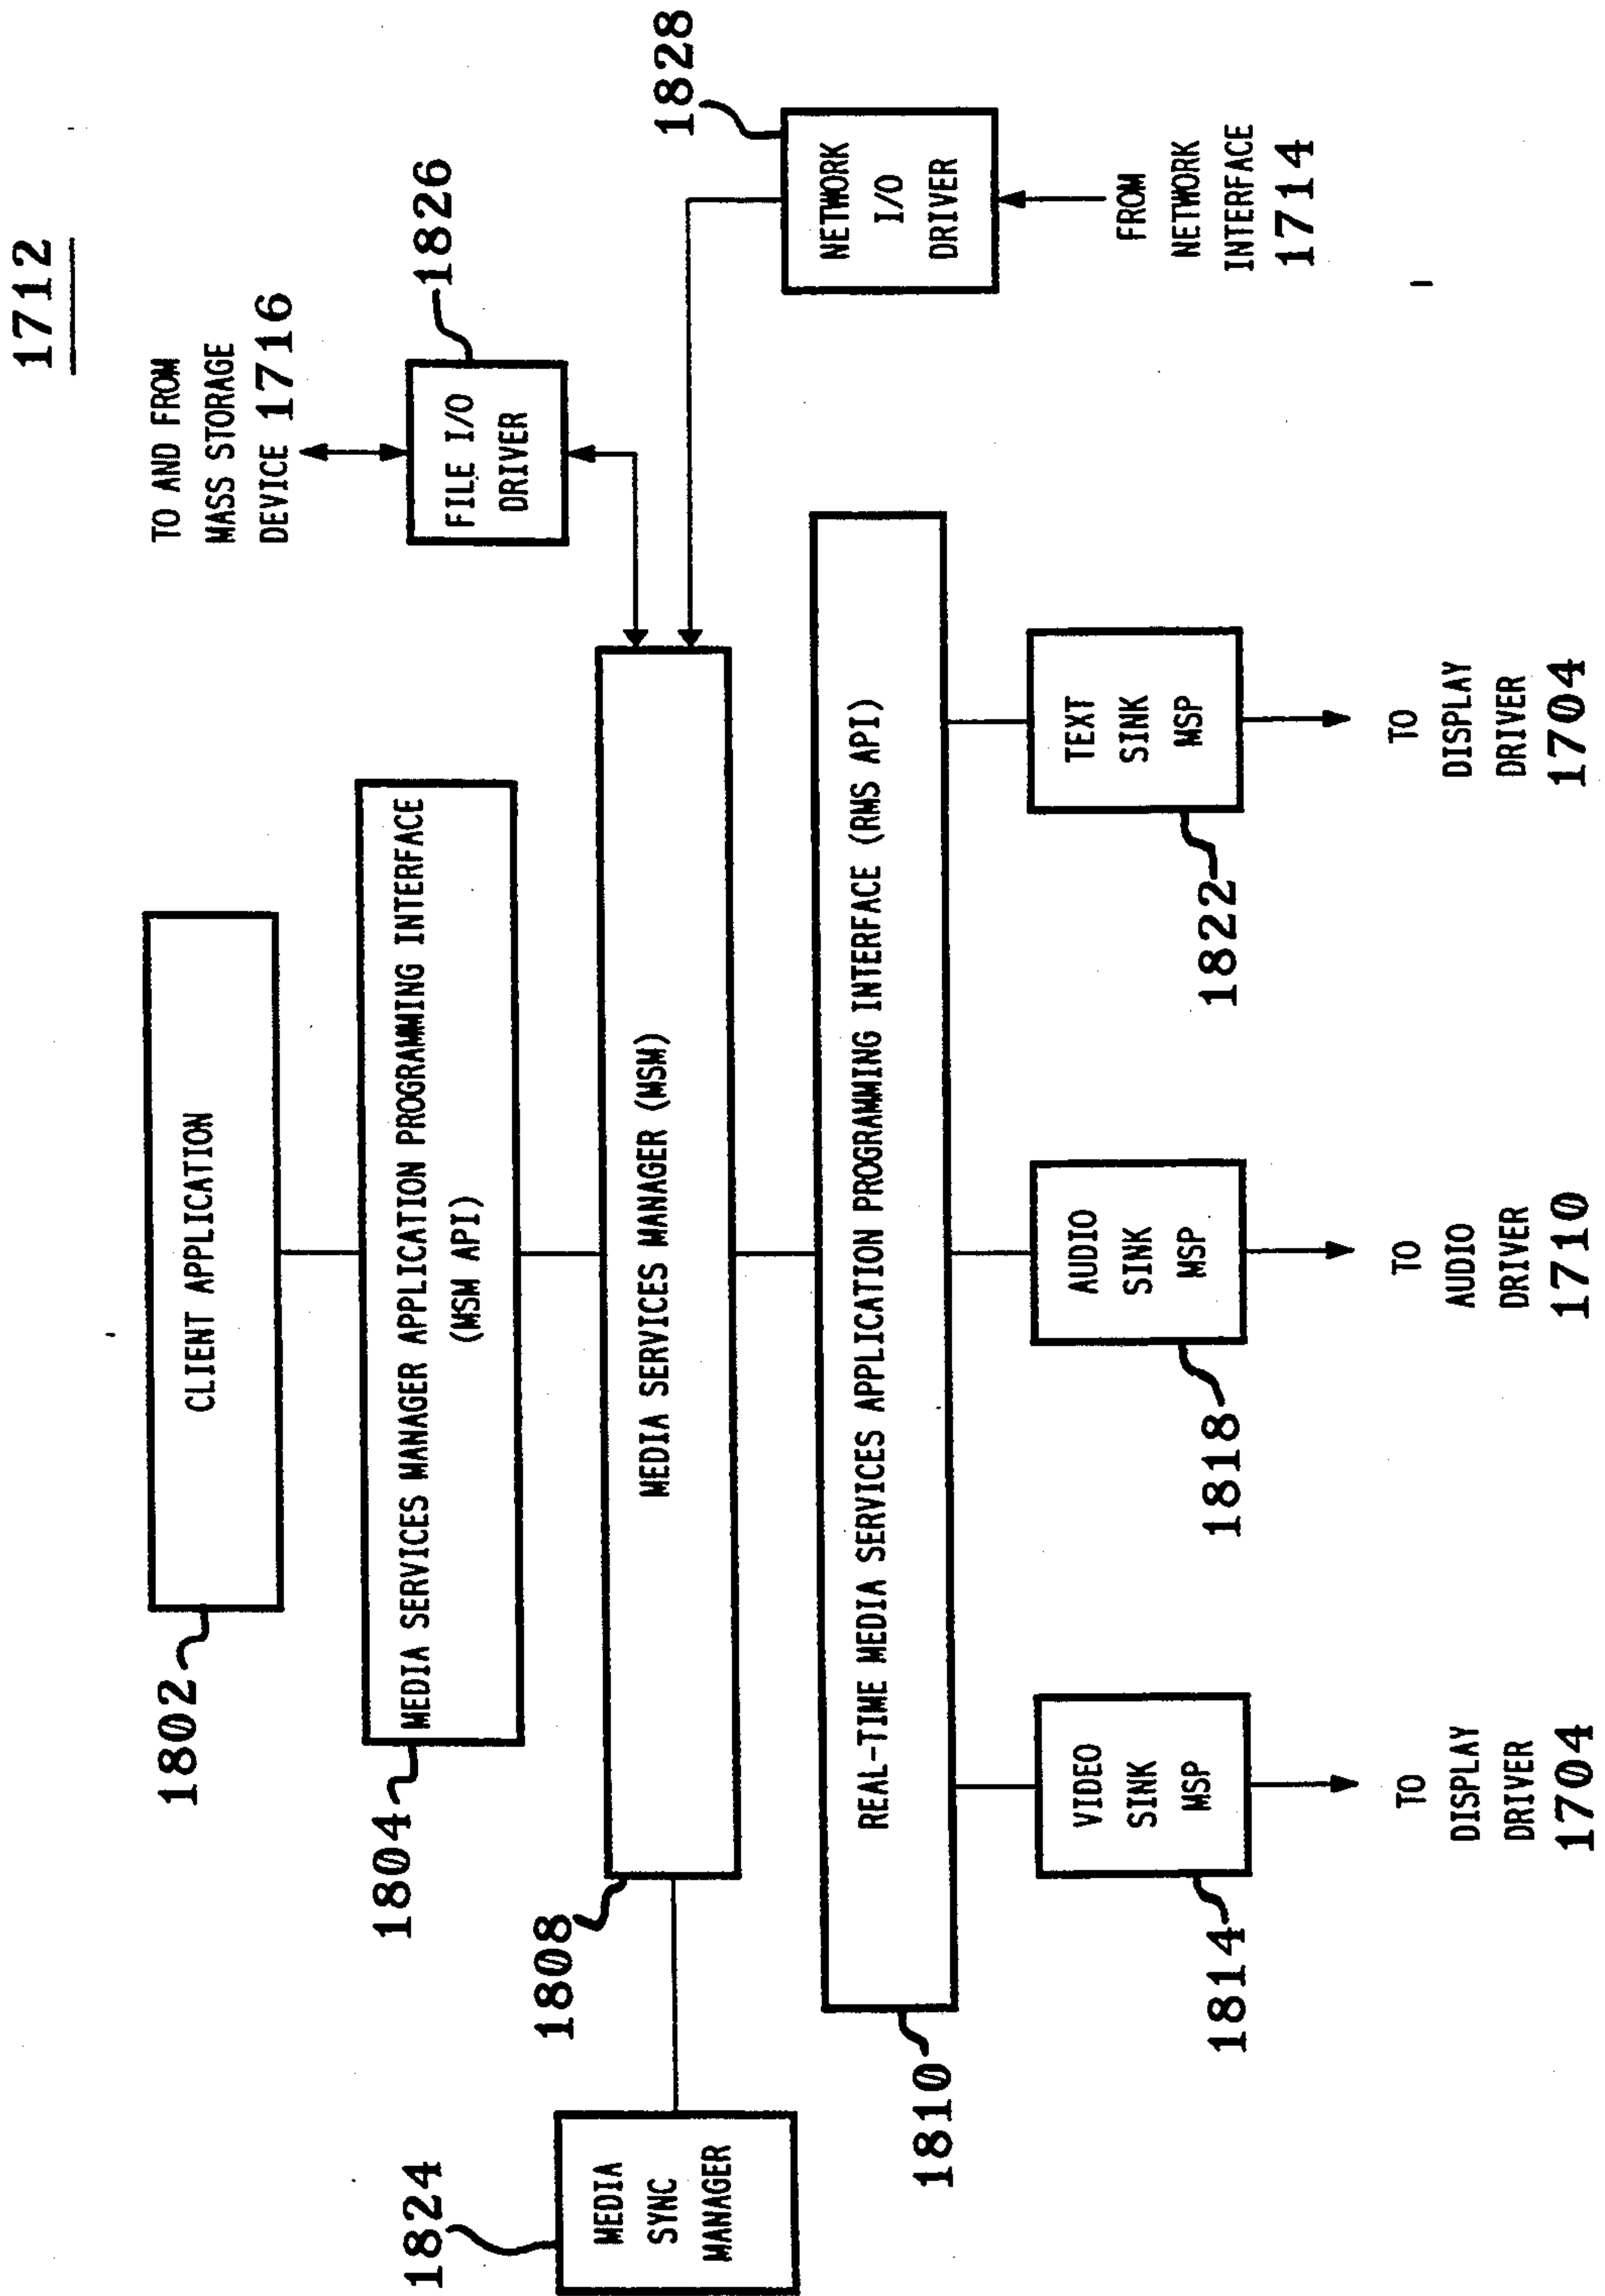 1712
1802
CLIENT APPLICATION
TO AND FROM
MASS STORAGE
DEVICE 1716
1804
MEDIA SERVICES MANAGER APPLICATION PROGRAMMING INTERFACE
(MSM API)
FILE I/O
DRIVER
1826
1824
MEDIA
SYNC
MANAGER
1808
MEDIA SERVICES MANAGER (MSM)
1828
NETWORK
I/O
DRIVER
FROM
NETWORK
INTERFACE
1714
1810
REAL-TIME MEDIA SERVICES APPLICATION PROGRAMMING INTERFACE (RMS API)
1814
VIDEO
SINK
MSP
1818
AUDIO
SINK
MSP
1822
TEXT
SINK
MSP
TO
DISPLAY
DRIVER
1704
TO
AUDIO
DRIVER
1710
TO
DISPLAY
DRIVER
1704